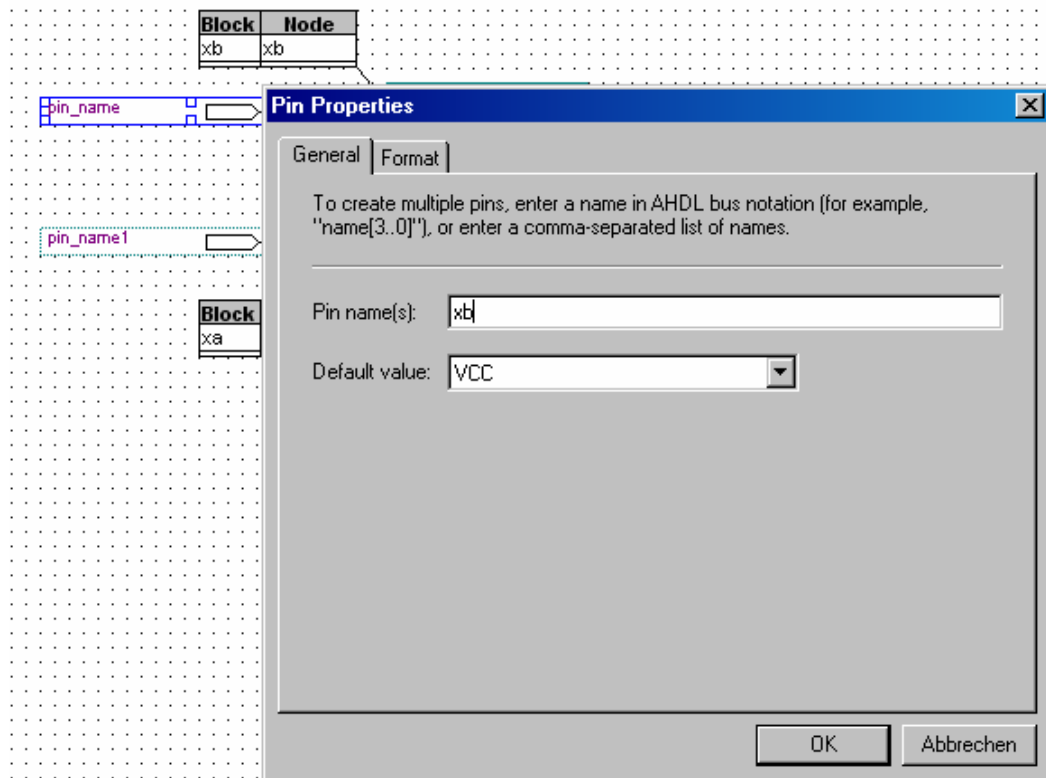 Block Node
xb xb
pin_name
Pin Properties
General Format
To create multiple pins, enter a name in AHDL bus notation (for example,
"name[3..0]"), or enter a comma-separated list of names.
pin_name1
Pin name(s): xb
Block
xa
Default value: VCC
OK Abbrechen